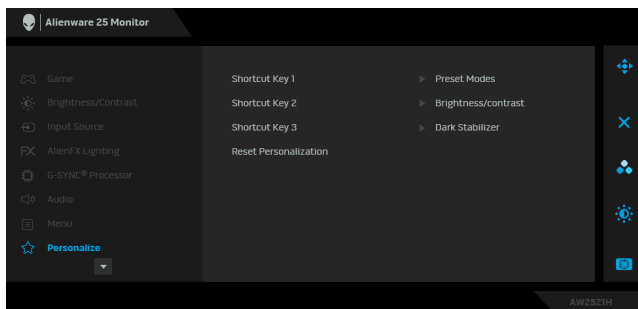 Alienware 25 Monitor
Game
Brightness/Contrast
Input Source
FX AlienFX Lighting
G-SYNC® Processor
Audio
Menu
Personalize
Shortcut Key 1 Preset Modes
Shortcut Key 2 Brightness/contrast
Shortcut Key 3 Dark Stabilizer
Reset Personalization
AW2521H